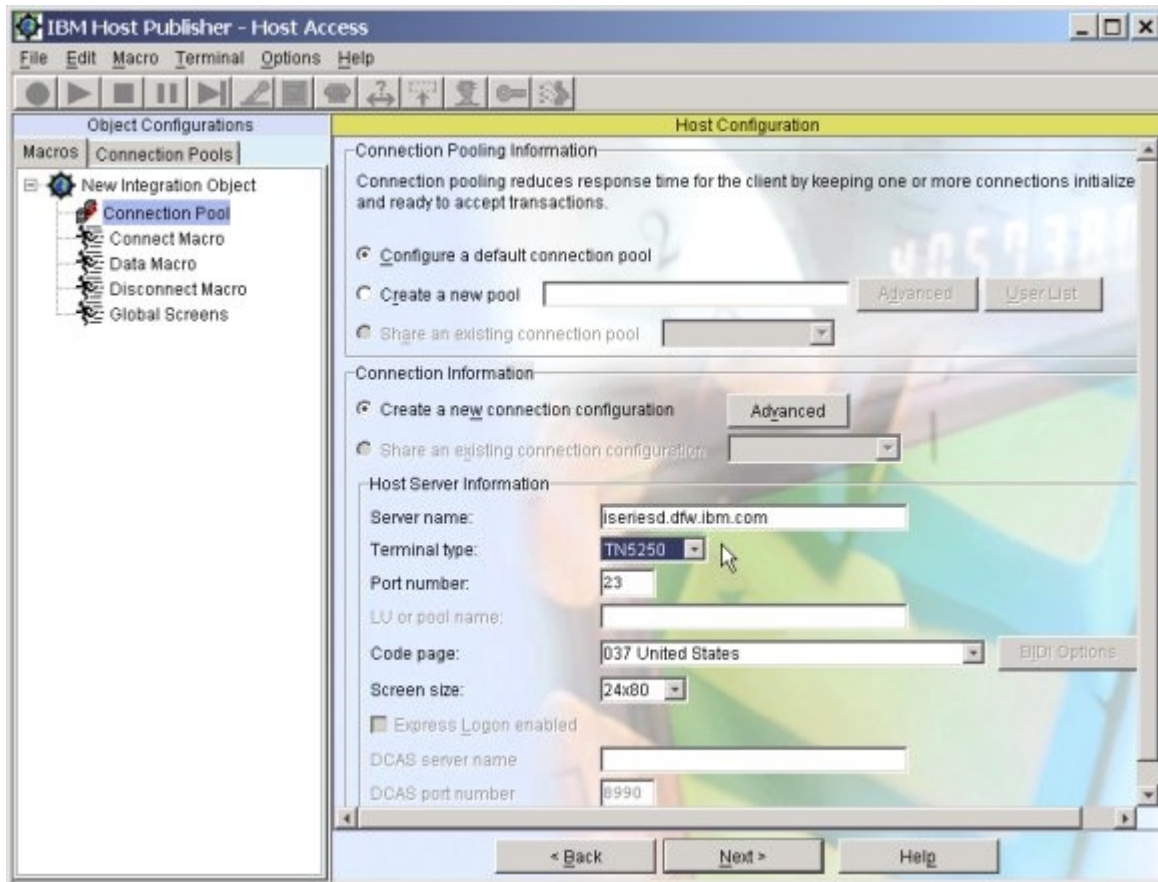 IBM Host Publisher - Host Access
File Edit Macro Terminal Options Help
Object Configurations
Macros Connection Pools
New Integration Object
Connection Pool
Connect Macro
Data Macro
Disconnect Macro
Global Screens
Host Configuration
Connection Pooling Information
Connection pooling reduces response time for the client by keeping one or more connections initialize
and ready to accept transactions.
Configure a default connection pool
Create a new pool Advanced User List
Share an existing connection pool
Connection Information
Create a new connection configuration Advanced
Share an existing connection configuration
Host Server Information
Server name: iseriesd.dfw.ibm.com
Terminal type: TN5250
Port number: 23
LU or pool name:
Code page: 037 United States BIDI Options
Screen size: 24x80
Express Logon enabled
DCAS server name
DCAS port number 8990
< Back Next > Help